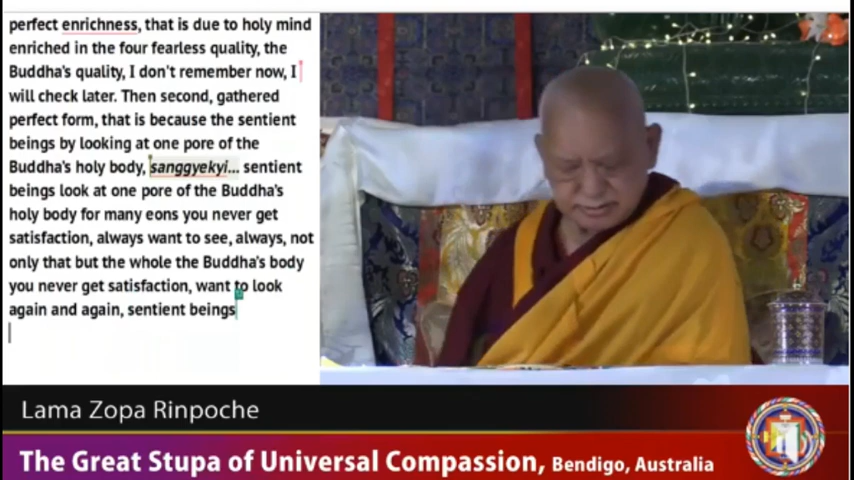 perfect enrichness, that is due to holy mind
enriched in the four fearless quality, the
Buddha's quality, I don't remember now, I
will check later. Then second, gathered
perfect form, that is because the sentient
beings by looking at one pore of the
Buddha's holy body, sanggyekyi... sentient
beings look at one pore of the Buddha's
holy body for many eons you never get
satisfaction, always want to see, always, not
only that but the whole the Buddha's body
you never get satisfaction, want to look
again and again, sentient beings
Lama Zopa Rinpoche
The Great Stupa of Universal Compassion, Bendigo, Australia